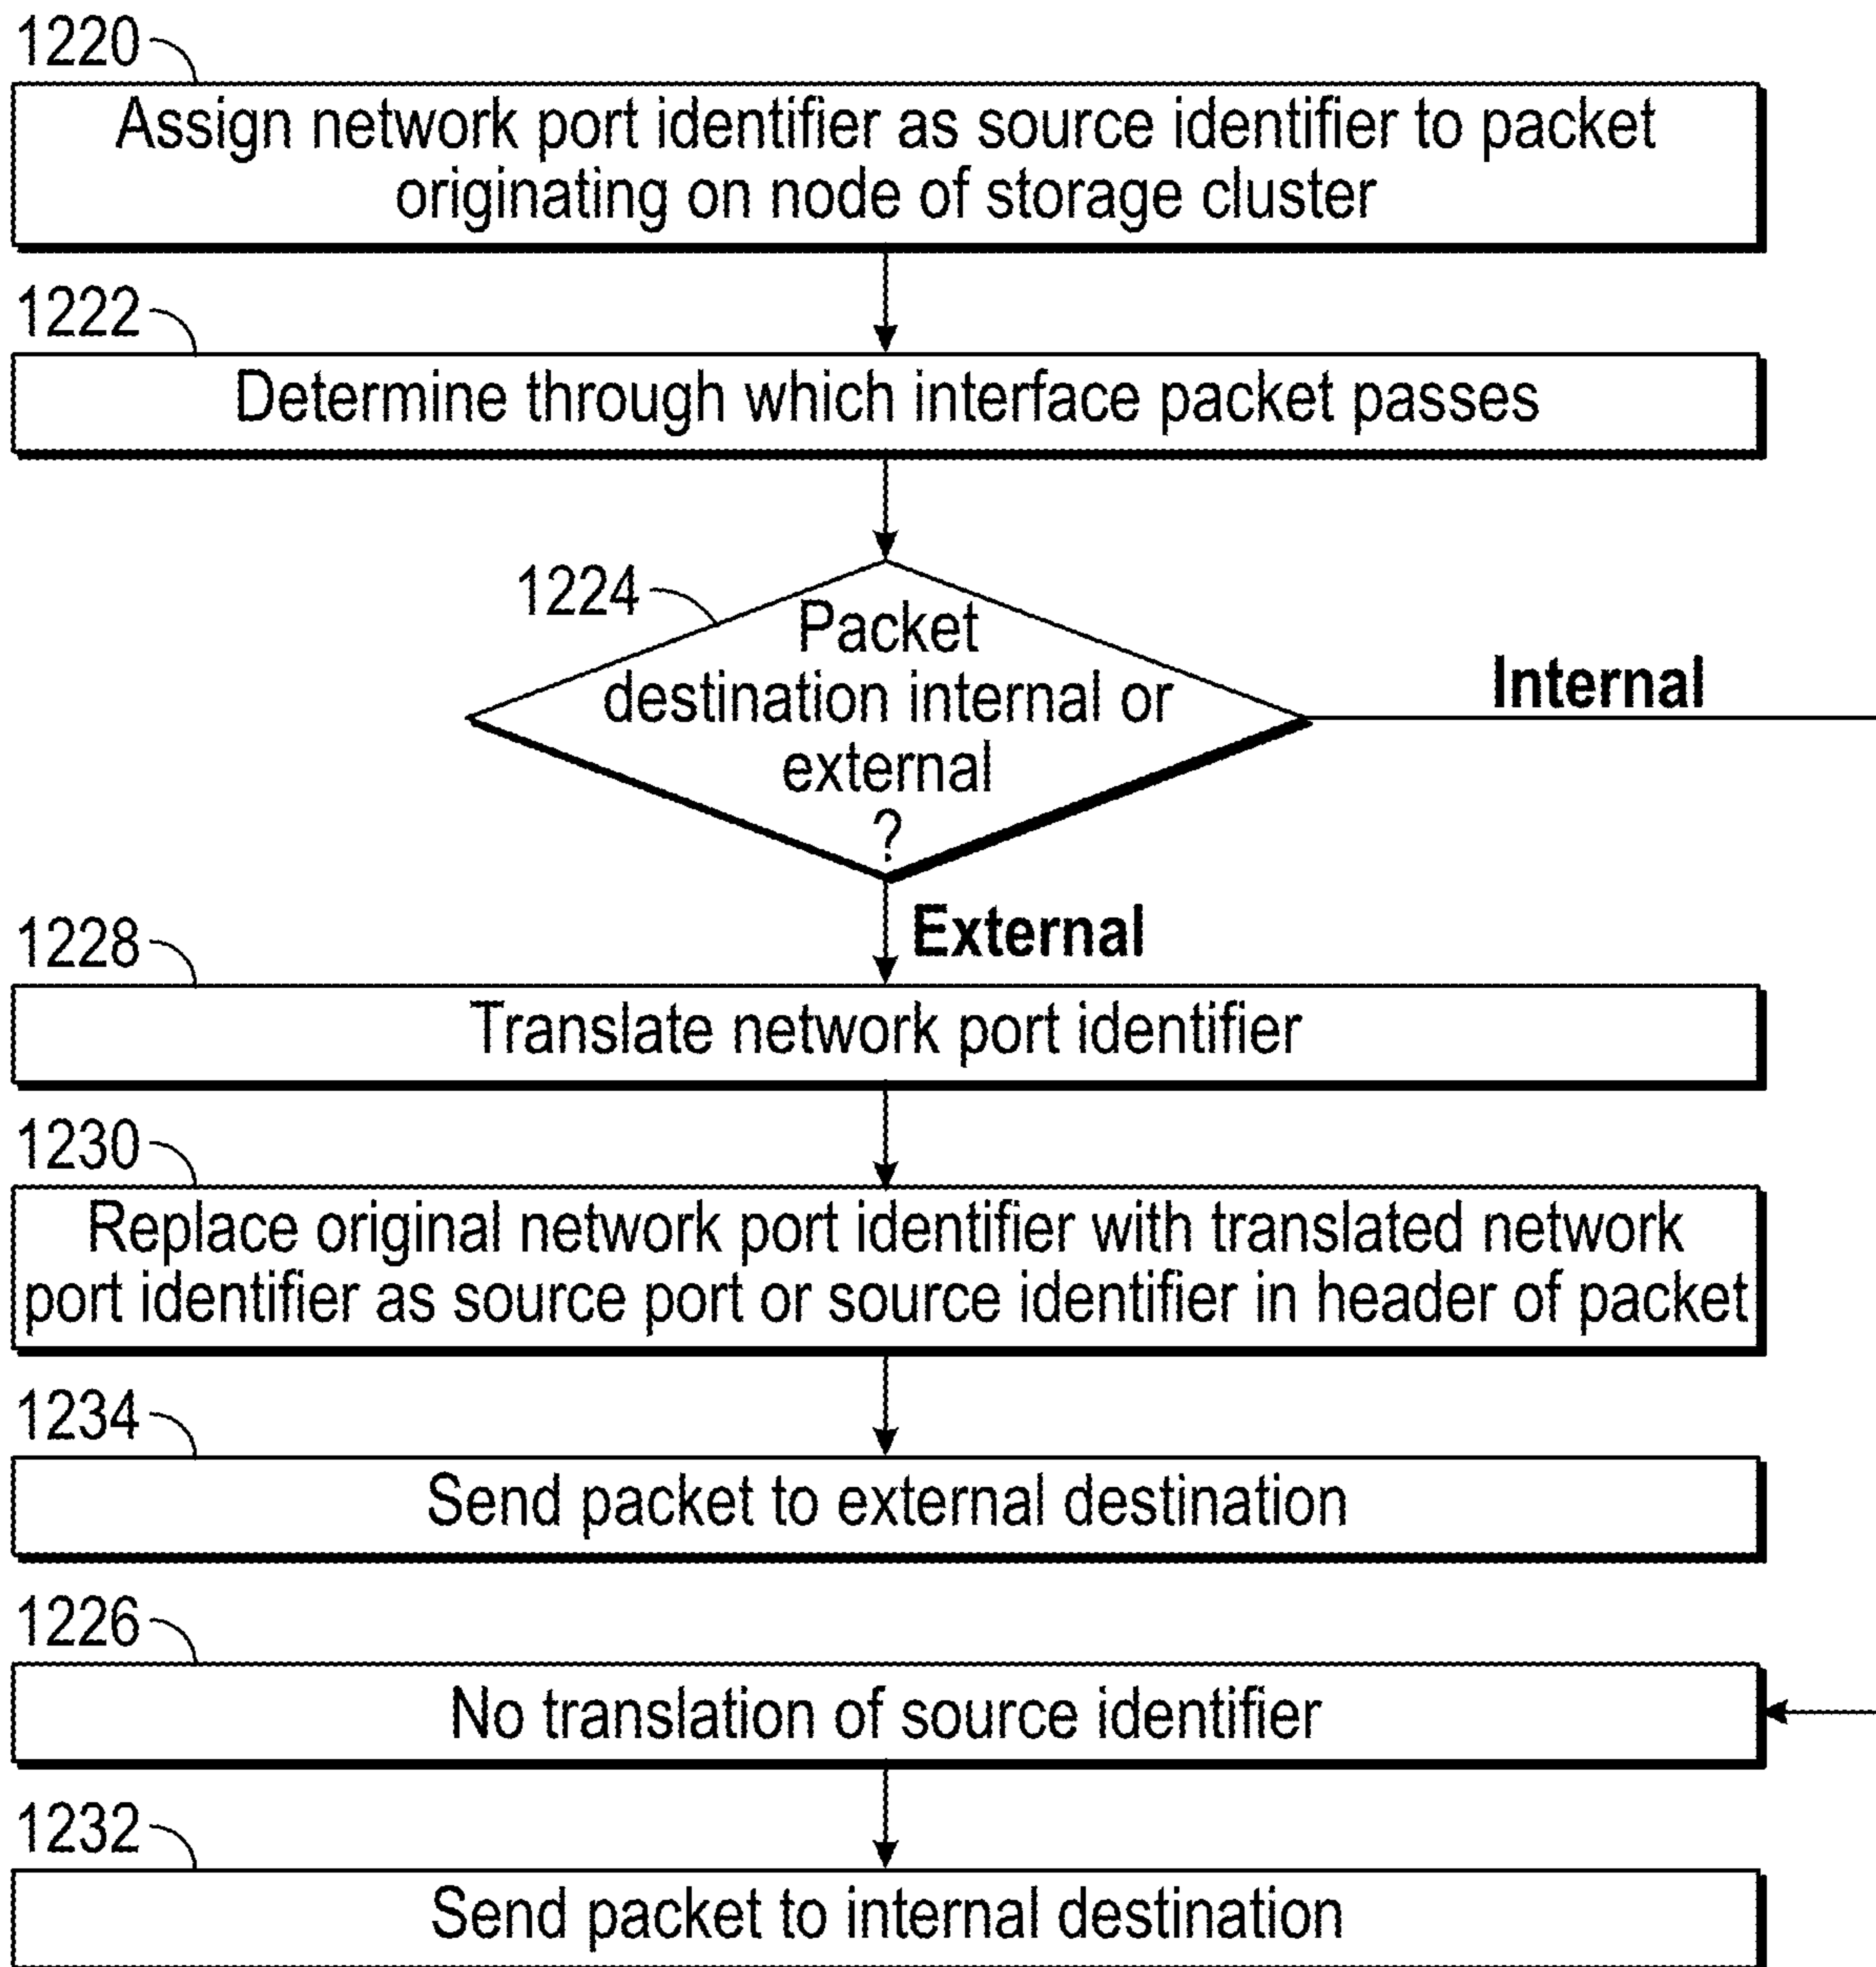 1220
Assign network port identifier as source identifier to packet
originating on node of storage cluster
1222
Determine through which interface packet passes
1224
Packet
destination internal or
external
?
Internal
External
1228
Translate network port identifier
1230
Replace original network port identifier with translated network
port identifier as source port or source identifier in header of packet
1234
Send packet to external destination
1226
No translation of source identifier
1232
Send packet to internal destination